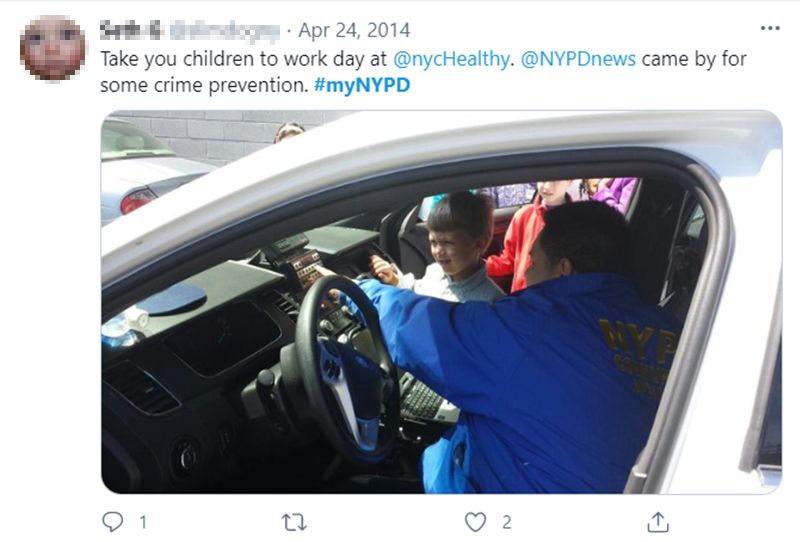 · Apr 24, 2014
Take you children to work day at @nycHealthy. @NYPDnews came by for
some crime prevention. #myNYPD
NYP
1
2